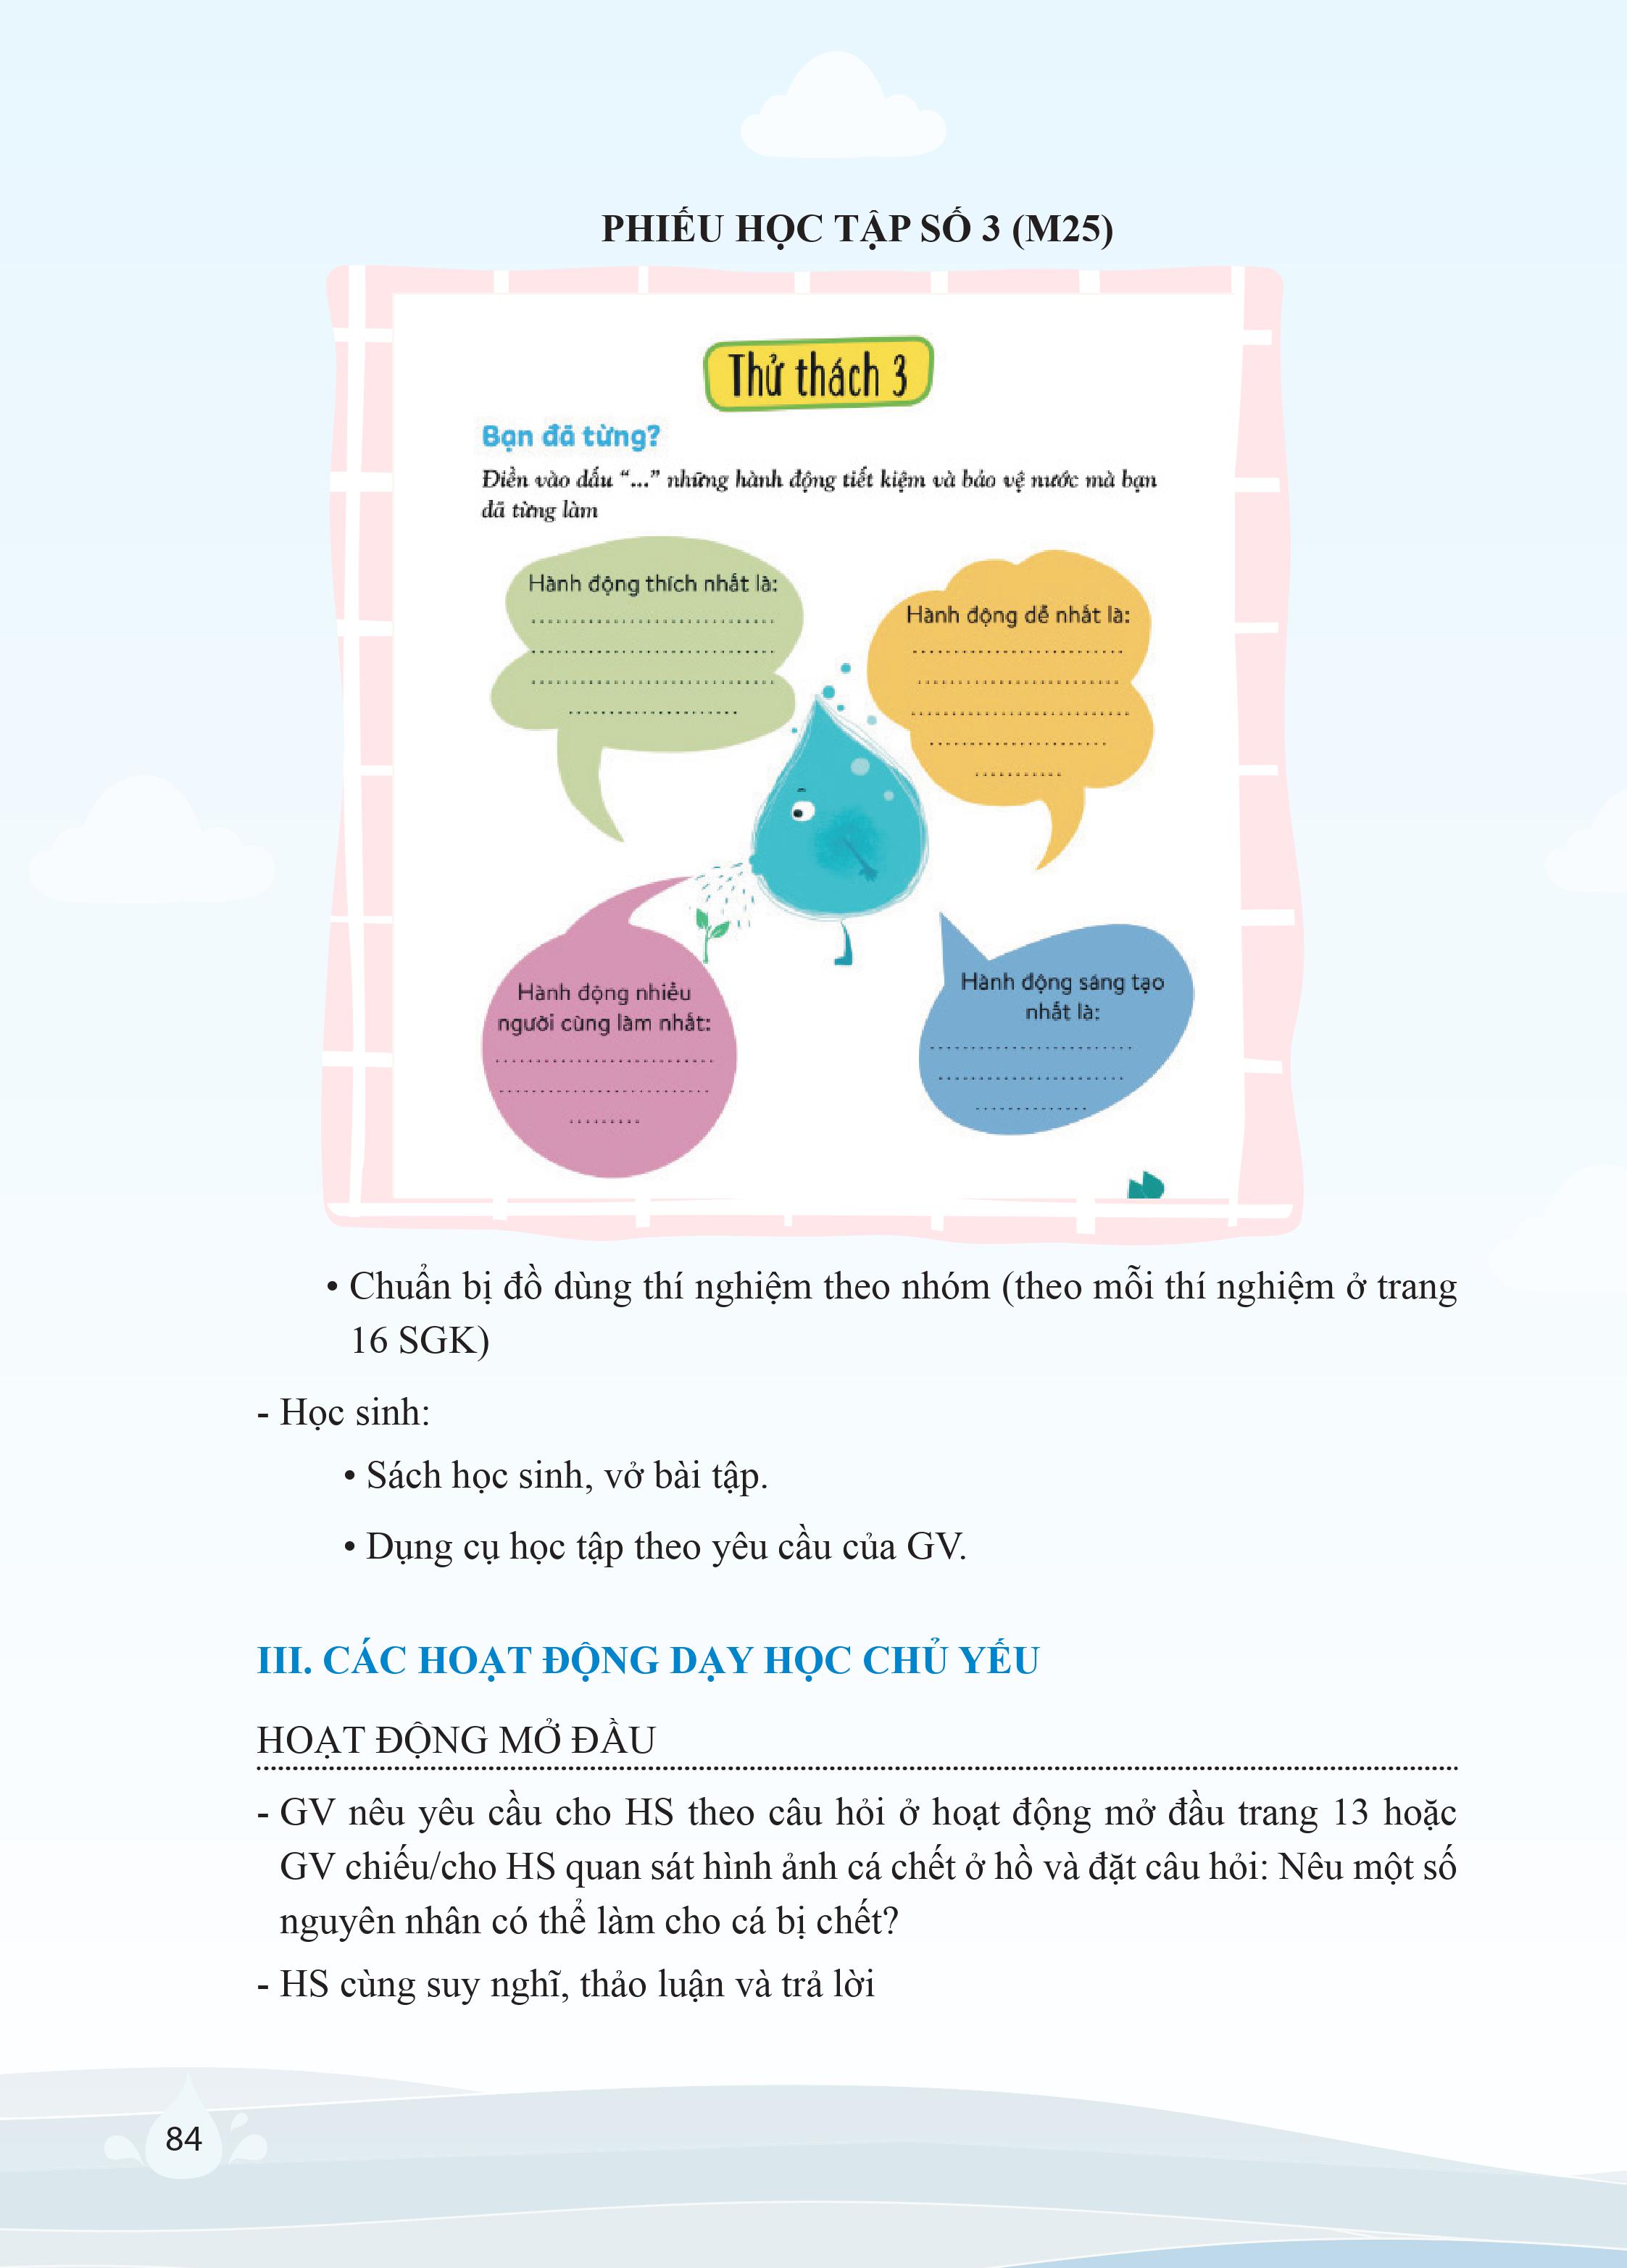 PHIẾU HỌC TẬP SỐ 3 (M25)
Thử thách 3
Bạn đã từng?
Điền vào dấu “...” những hành động tiết kiệm và bảo vệ nước mà bạn
đã từng làm
Hành động thích nhất là:
..............................
..............................
..............................
.....................
Hành động dễ nhất là:
..........................
.........................
...........................
......................
...........
Hành động nhiều
người cùng làm nhất:
...........................
..........................
.........
Hành động sáng tạo
nhất là:
.........................
.......................
..............
• Chuẩn bị đồ dùng thí nghiệm theo nhóm (theo mỗi thí nghiệm ở trang
16 SGK)
- Học sinh:
• Sách học sinh, vở bài tập.
• Dụng cụ học tập theo yêu cầu của GV.
III. CÁC HOẠT ĐỘNG DẠY HỌC CHỦ YẾU
HOẠT ĐỘNG MỞ ĐẦU
- GV nêu yêu cầu cho HS theo câu hỏi ở hoạt động mở đầu trang 13 hoặc
GV chiếu/cho HS quan sát hình ảnh cá chết ở hồ và đặt câu hỏi: Nêu một số
nguyên nhân có thể làm cho cá bị chết?
- HS cùng suy nghĩ, thảo luận và trả lời
84